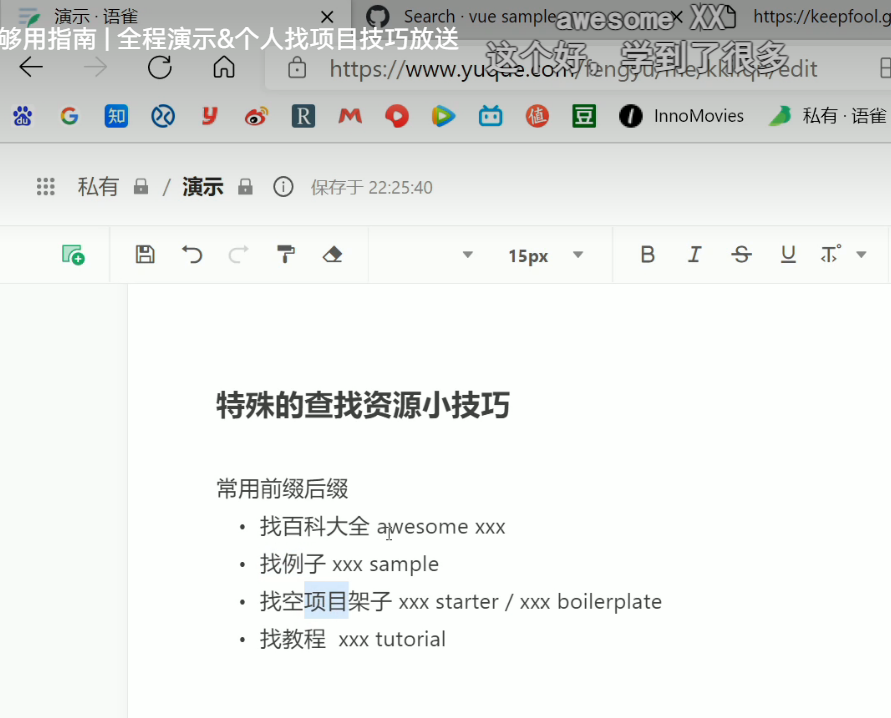 演示 · 语雀
Search · vue sample
awesome XX
https://keepfool.g
够用指南 | 全程演示&个人找项目技巧放送
这个好。 学到了很多
https://www.yuque.com/fengyu
edit
知
y
R
值
豆
InnoMovies
私有 · 语雀
私有 / 演示
保存于 22:25:40
15px
B I S U
特殊的查找资源小技巧
常用前缀后缀
• 找百科大全 awesome xxx
• 找例子 xxx sample
• 找空项目架子 xxx starter / xxx boilerplate
• 找教程 xxx tutorial